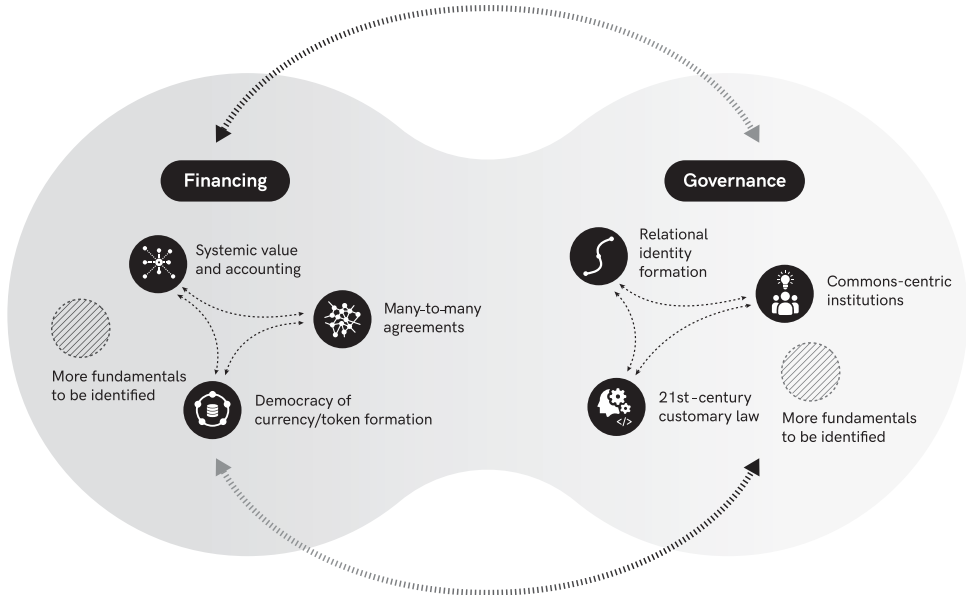 Financing
Systemic value
and accounting
Many-to-many
agreements
More fundamentals
to be identified
Democracy of
currency/token formation
Governance
Relational
identity
formation
Commons-centric
institutions
21st-century
customary law
</>
More fundamentals
to be identified